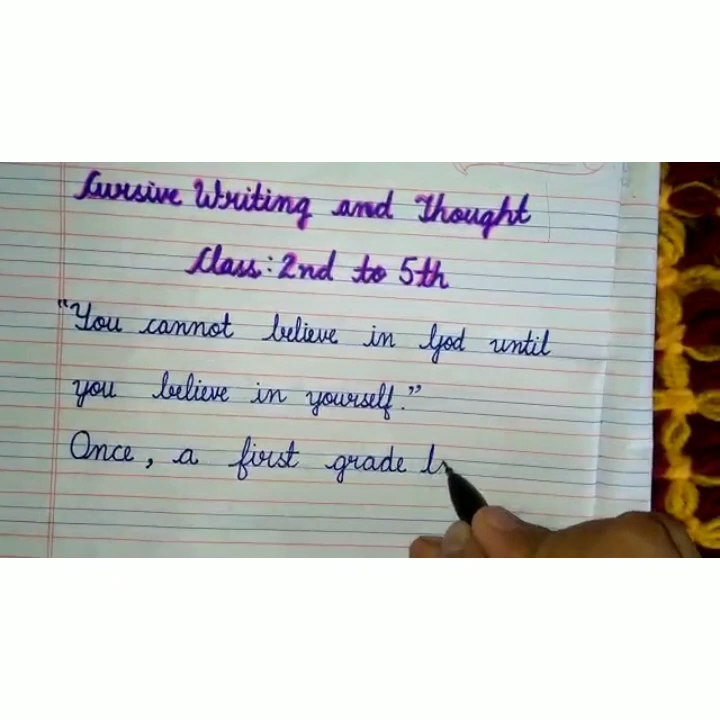 Cursive Writing and Thought
Class: 2nd to 5th
"You cannot believe in God until
you believe in yourself."
Once, a first grade